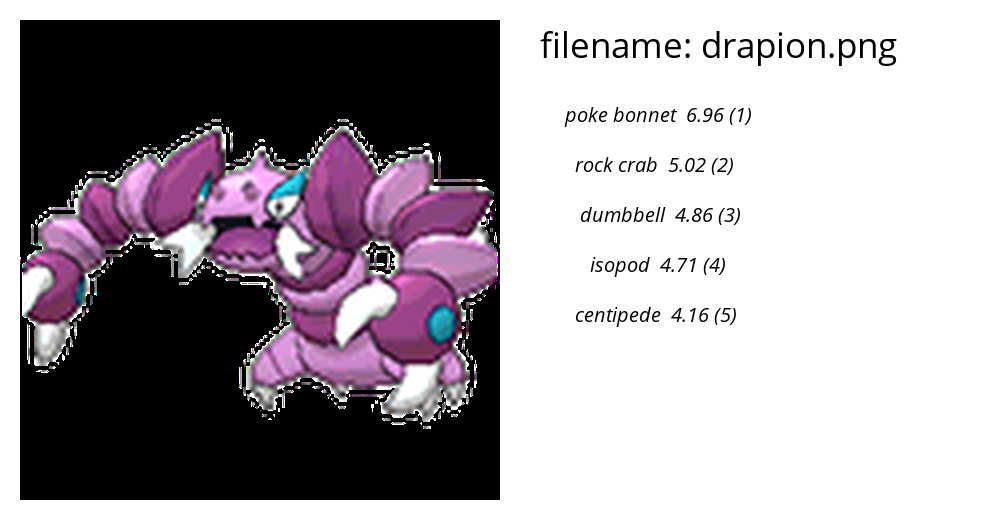 filename: drapion.png
poke bonnet 6.96 (1)
rock crab 5.02 (2)
dumbbell 4.86 (3)
isopod 4.71 (4)
centipede 4.16 (5)